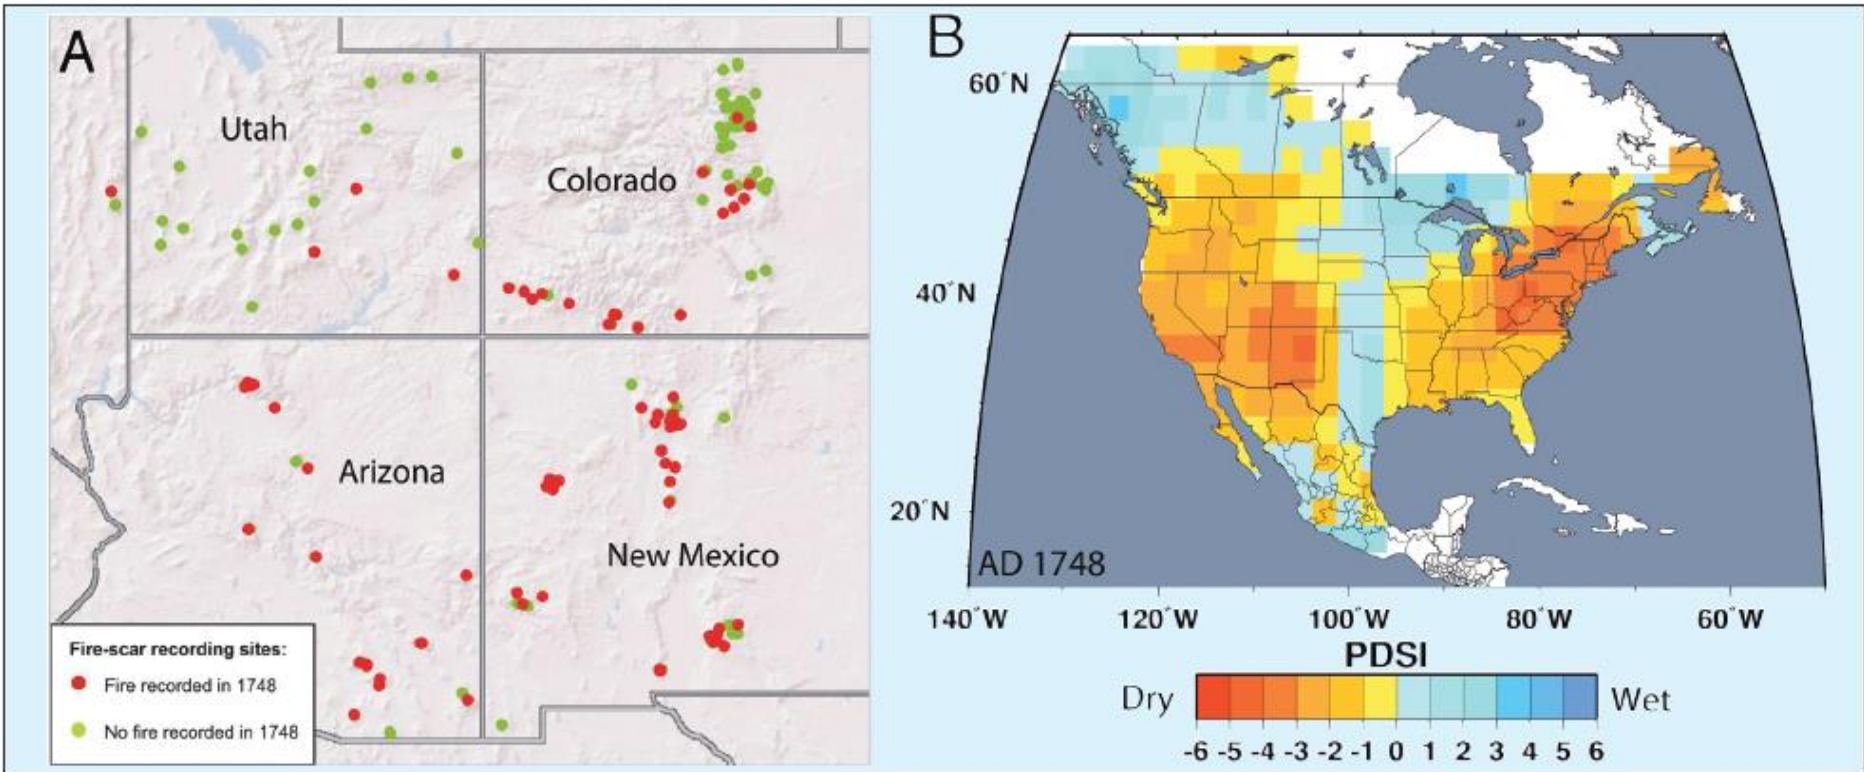 A
Utah
Colorado
Arizona
New Mexico
Fire-scar recording sites:
Fire recorded in 1748
No fire recorded in 1748
B
60°N
40°N
20°N
AD 1748
140°W 120°W 100°W 80°W 60°W
PDSI
Dry Wet
-6 -5 -4 -3 -2 -1 0 1 2 3 4 5 6